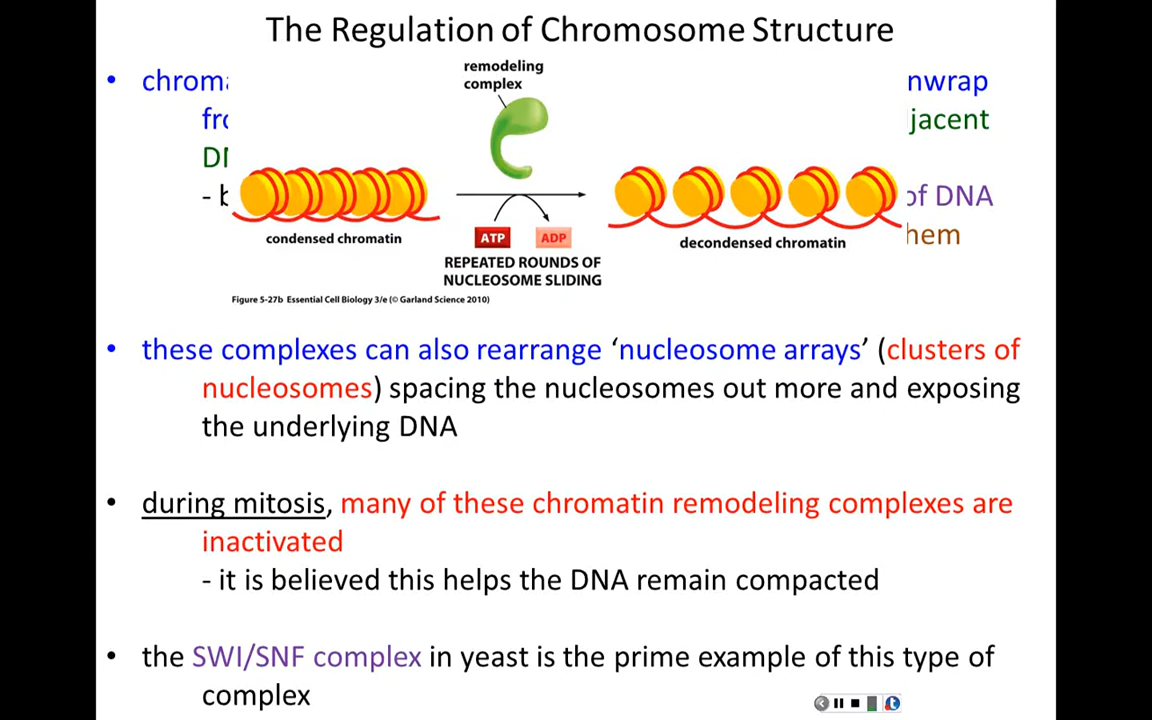 The Regulation of Chromosome Structure
remodeling
complex
nwrap
jacent
of DNA
- b
hem
condensed chromatin
ATP
ADP
decondensed chromatin
REPEATED ROUNDS OF
NUCLEOSOME SLIDING
Figure 5-27b Essential Cell Biology 3/e (© Garland Science 2010)
• these complexes can also rearrange ‘nucleosome arrays’ (clusters of
nucleosomes) spacing the nucleosomes out more and exposing
the underlying DNA
• during mitosis, many of these chromatin remodeling complexes are
inactivated
- it is believed this helps the DNA remain compacted
• the SWI/SNF complex in yeast is the prime example of this type of
complex